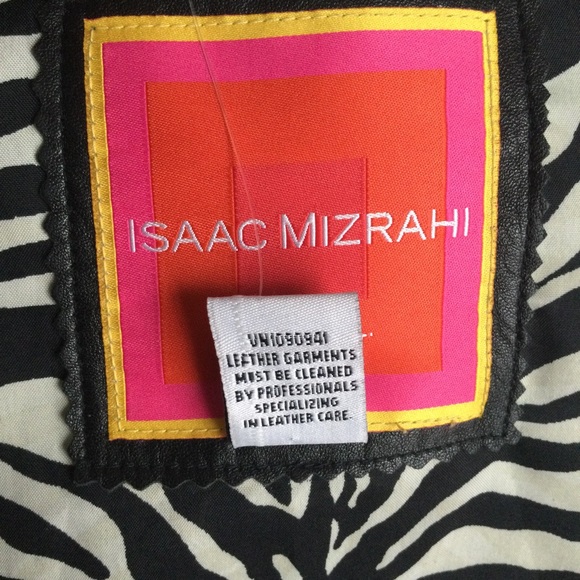 ISAAC MIZRAHI
VN1090941
LEATHER GARMENTS
MUST BE CLEANED
BY PROFESSIONALS
SPECIALIZING
IN LEATHER CARE.